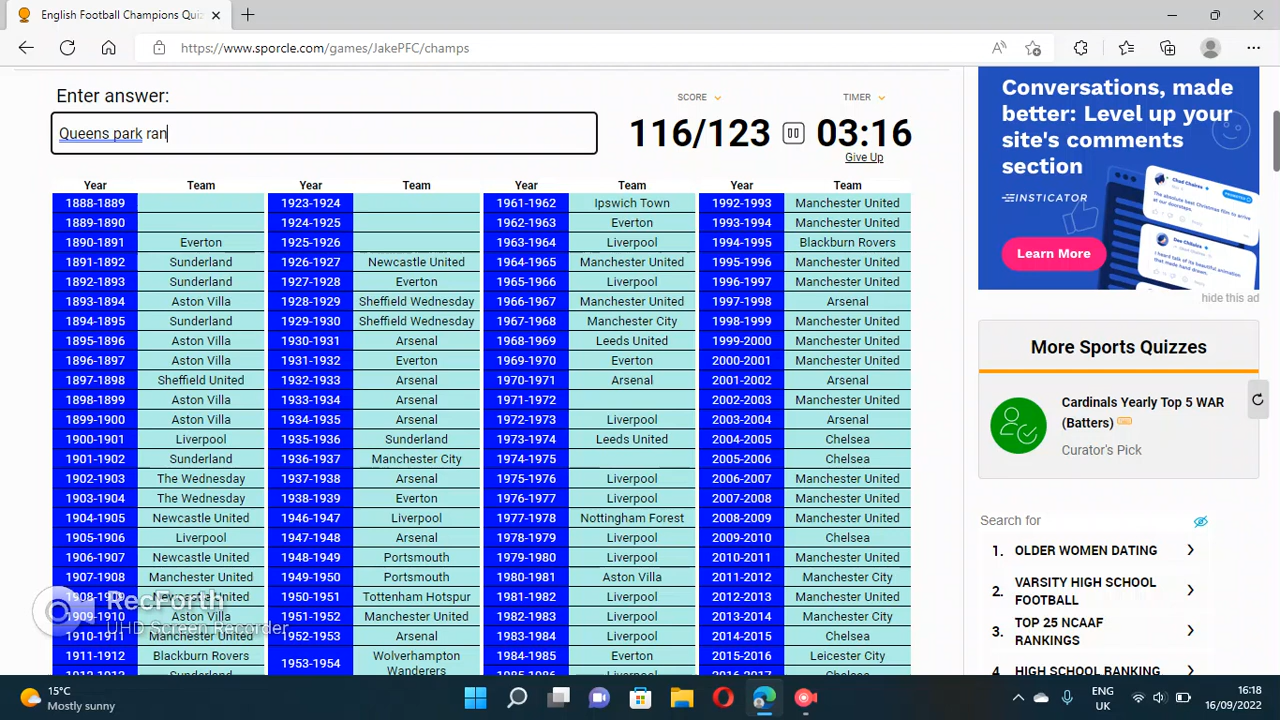 English Football Champions Quiz
https://www.sporcle.com/games/JakePFC/champs
Enter answer:
Queens park ran
SCORE
116/123
TIMER
03:16
Give Up
Year Team Year Team Year Team Year Team
1888-1889 1923-1924 1961-1962 Ipswich Town 1992-1993 Manchester United
1889-1890 1924-1925 1962-1963 Everton 1993-1994 Manchester United
1890-1891 Everton 1925-1926 1963-1964 Liverpool 1994-1995 Blackburn Rovers
1891-1892 Sunderland 1926-1927 Newcastle United 1964-1965 Manchester United 1995-1996 Manchester United
1892-1893 Sunderland 1927-1928 Everton 1965-1966 Liverpool 1996-1997 Manchester United
1893-1894 Aston Villa 1928-1929 Sheffield Wednesday 1966-1967 Manchester United 1997-1998 Arsenal
1894-1895 Sunderland 1929-1930 Sheffield Wednesday 1967-1968 Manchester City 1998-1999 Manchester United
1895-1896 Aston Villa 1930-1931 Arsenal 1968-1969 Leeds United 1999-2000 Manchester United
1896-1897 Aston Villa 1931-1932 Everton 1969-1970 Everton 2000-2001 Manchester United
1897-1898 Sheffield United 1932-1933 Arsenal 1970-1971 Arsenal 2001-2002 Arsenal
1898-1899 Aston Villa 1933-1934 Arsenal 1971-1972 2002-2003 Manchester United
1899-1900 Aston Villa 1934-1935 Arsenal 1972-1973 Liverpool 2003-2004 Arsenal
1900-1901 Liverpool 1935-1936 Sunderland 1973-1974 Leeds United 2004-2005 Chelsea
1901-1902 Sunderland 1936-1937 Manchester City 1974-1975 2005-2006 Chelsea
1902-1903 The Wednesday 1937-1938 Arsenal 1975-1976 Liverpool 2006-2007 Manchester United
1903-1904 The Wednesday 1938-1939 Everton 1976-1977 Liverpool 2007-2008 Manchester United
1904-1905 Newcastle United 1946-1947 Liverpool 1977-1978 Nottingham Forest 2008-2009 Manchester United
1905-1906 Liverpool 1947-1948 Arsenal 1978-1979 Liverpool 2009-2010 Chelsea
1906-1907 Newcastle United 1948-1949 Portsmouth 1979-1980 Liverpool 2010-2011 Manchester United
1907-1908 Manchester United 1949-1950 Portsmouth 1980-1981 Aston Villa 2011-2012 Manchester City
1908-1909 Newcastle United 1950-1951 Tottenham Hotspur 1981-1982 Liverpool 2012-2013 Manchester United
1909-1910 Aston Villa 1951-1952 Manchester United 1982-1983 Liverpool 2013-2014 Manchester City
1910-1911 Manchester United 1952-1953 Arsenal 1983-1984 Liverpool 2014-2015 Chelsea
1911-1912 Blackburn Rovers 1953-1954 Wolverhampton Wanderers 1984-1985 Everton 2015-2016 Leicester City
1912-1913 Sunderland 1985-1986 Liverpool 2016-2017 Chelsea
RecForth
UHD Screen Recorder
Conversations, made
better: Level up your
site's comments
section
INSTICATOR
Learn More
hide this ad
More Sports Quizzes
Cardinals Yearly Top 5 WAR
(Batters)
Curator's Pick
Search for
1. OLDER WOMEN DATING
2. VARSITY HIGH SCHOOL
FOOTBALL
3. TOP 25 NCAAF
RANKINGS
4. HIGH SCHOOL RANKING
15°C
Mostly sunny
ENG
UK
16:18
16/09/2022